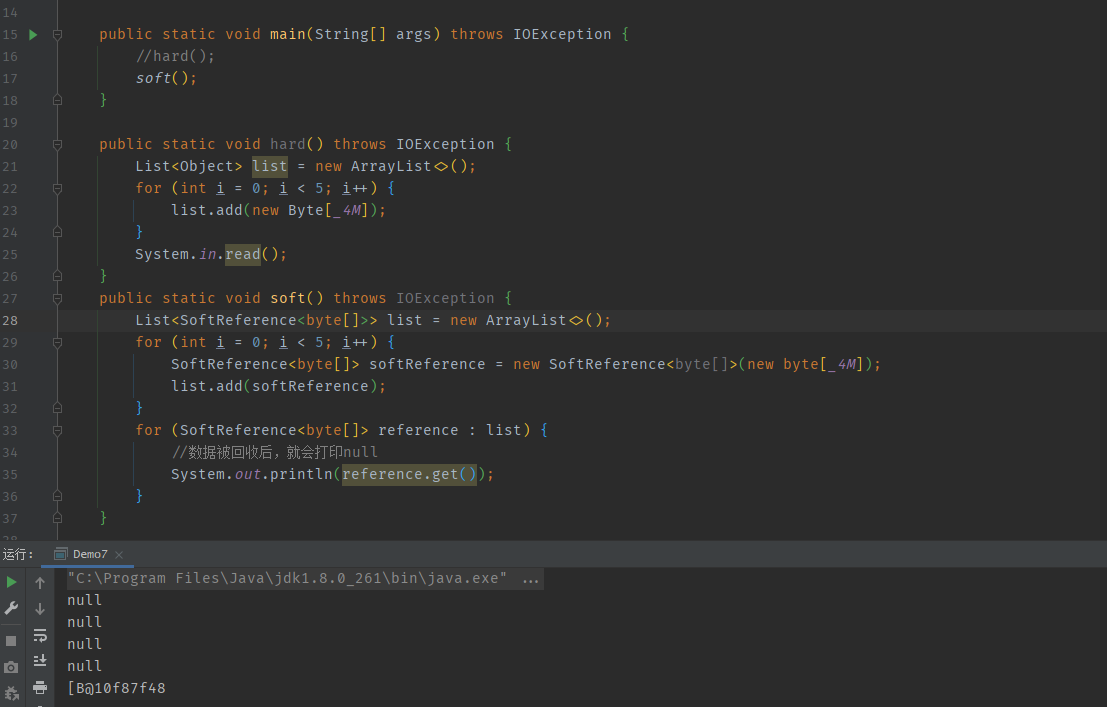 14
15 public static void main(String[] args) throws IOException {
16 //hard();
17 soft();
18 }
19
20 public static void hard() throws IOException {
21 List<Object> list = new ArrayList<>();
22 for (int i = 0; i < 5; i++) {
23 list.add(new Byte[_4M]);
24 }
25 System.in.read();
26 }
27 public static void soft() throws IOException {
28 List<SoftReference<byte[]>> list = new ArrayList<>();
29 for (int i = 0; i < 5; i++) {
30 SoftReference<byte[]> softReference = new SoftReference<byte[]>(new byte[_4M]);
31 list.add(softReference);
32 }
33 for (SoftReference<byte[]> reference : list) {
34 //数据被回收后，就会打印null
35 System.out.println(reference.get());
36 }
37 }
运行: Demo7 ×
"C:\Program Files\Java\jdk1.8.0_261\bin\java.exe" ...
null
null
null
null
[B@10f87f48